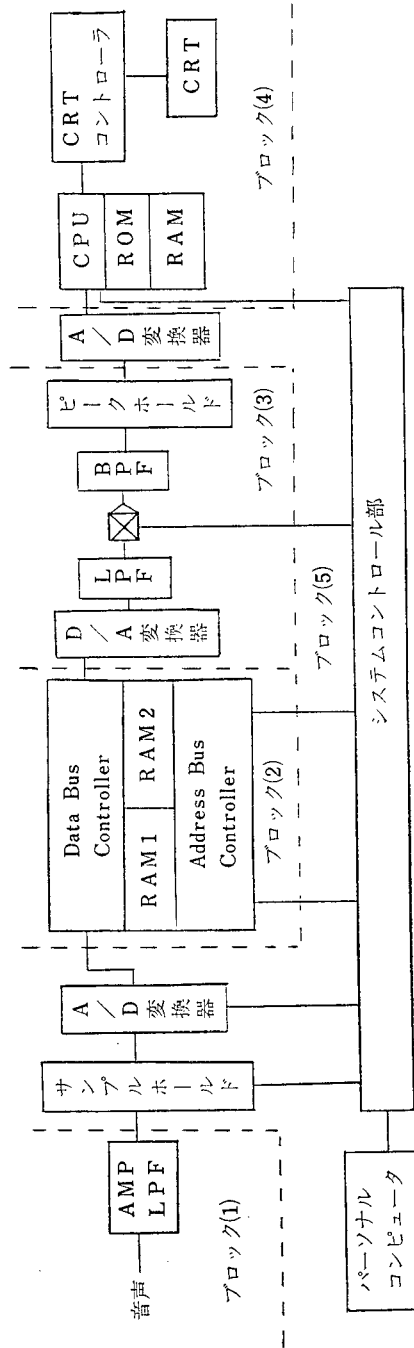 音声
AMP
LPF
ブロック(1)
サンプルホールド
A/D変換器
Data Bus
Controller
RAM1
RAM2
Address Bus
Controller
ブロック(2)
D/A変換器
LPF
BPF
ピークホールド
ブロック(3)
A/D変換器
CPU
ROM
RAM
CRT
コントローラ
CRT
ブロック(4)
ブロック(5)
パーソナル
コンピュータ
システムコントロール部